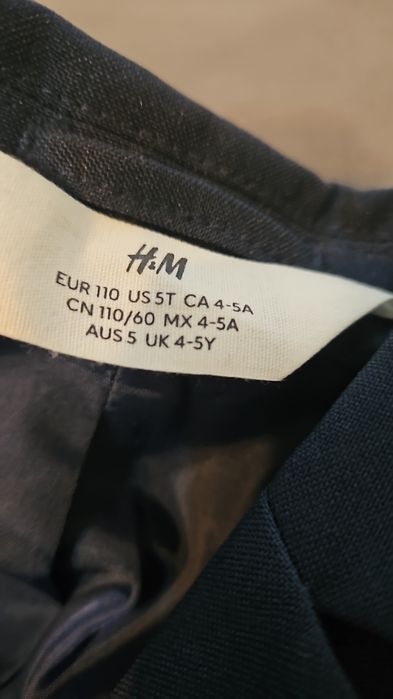 H&M
EUR 110 US 5T CA 4-5A
CN 110/60 MX 4-5A
AUS 5 UK 4-5Y